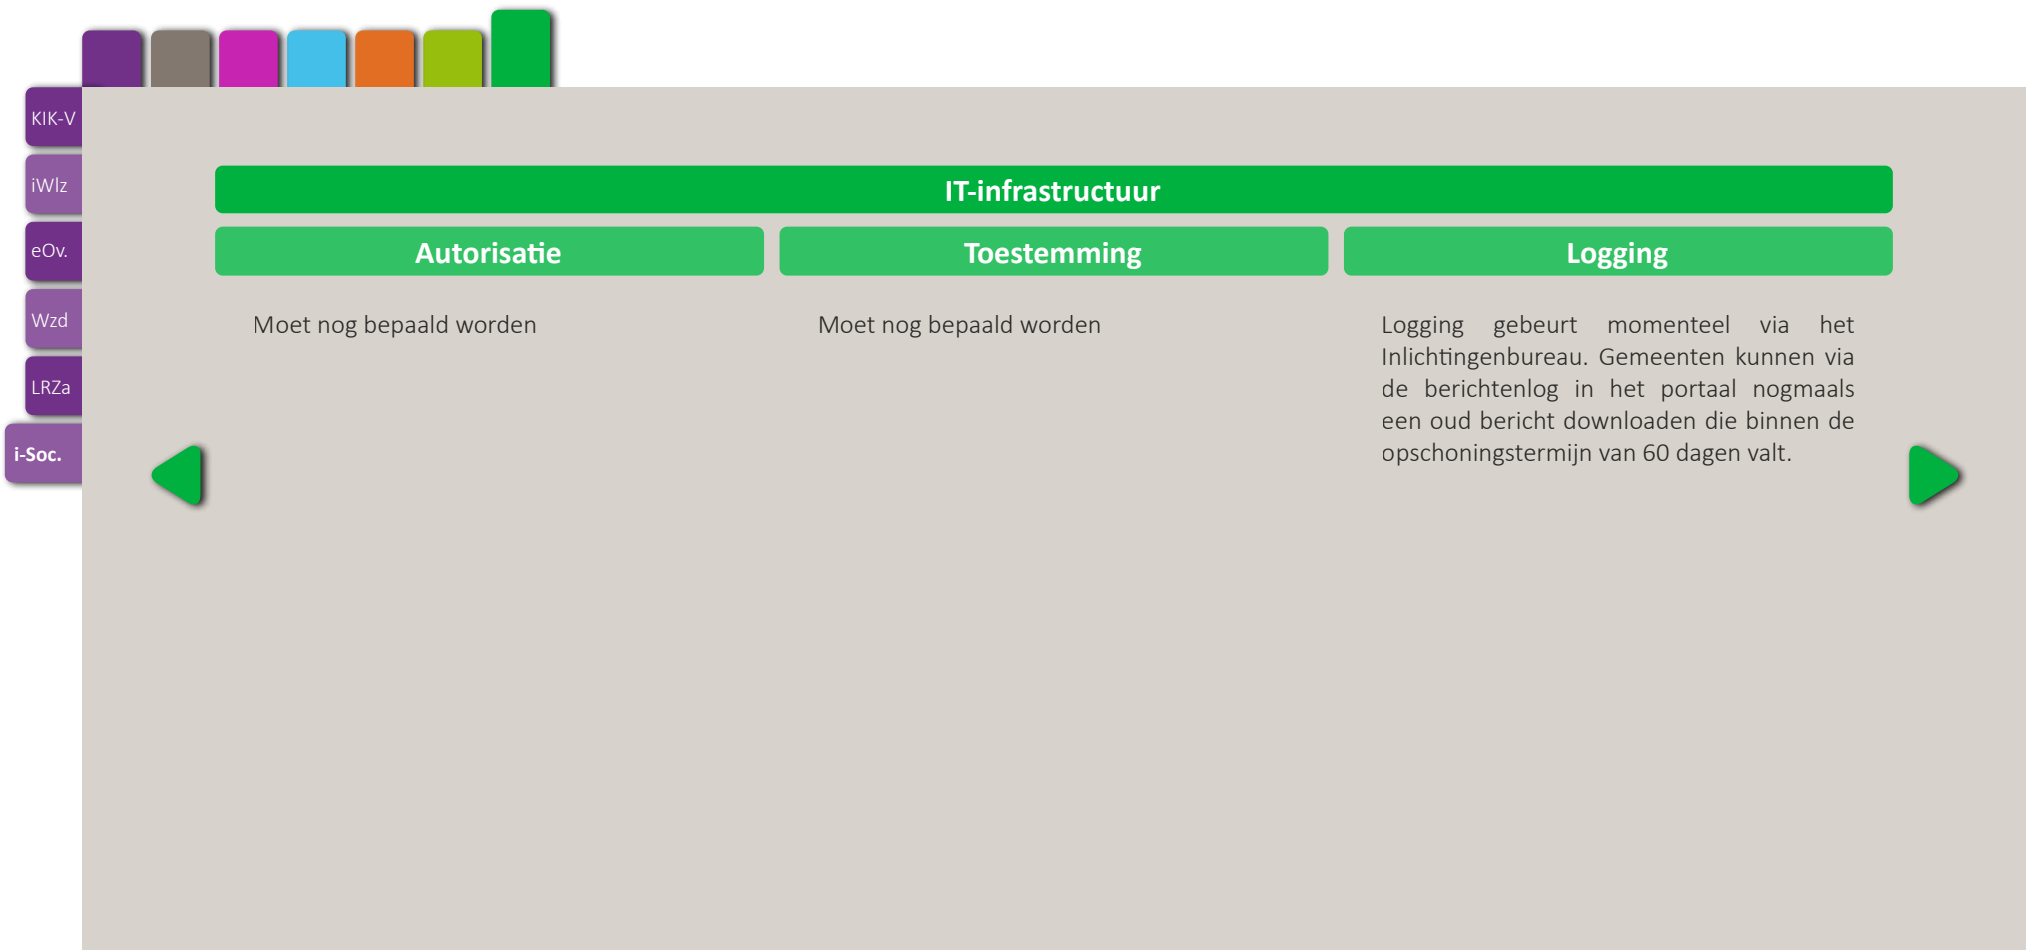 KIK-V
iWlz
eOv.
Wzd
LRZa
i-Soc.
IT-infrastructuur
Autorisatie
Moet nog bepaald worden
Toestemming
Moet nog bepaald worden
Logging
Logging gebeurt momenteel via het
Inlichtingenbureau. Gemeenten kunnen via
de berichtenlog in het portaal nogmaals
een oud bericht downloaden die binnen de
opschoningstermijn van 60 dagen valt.